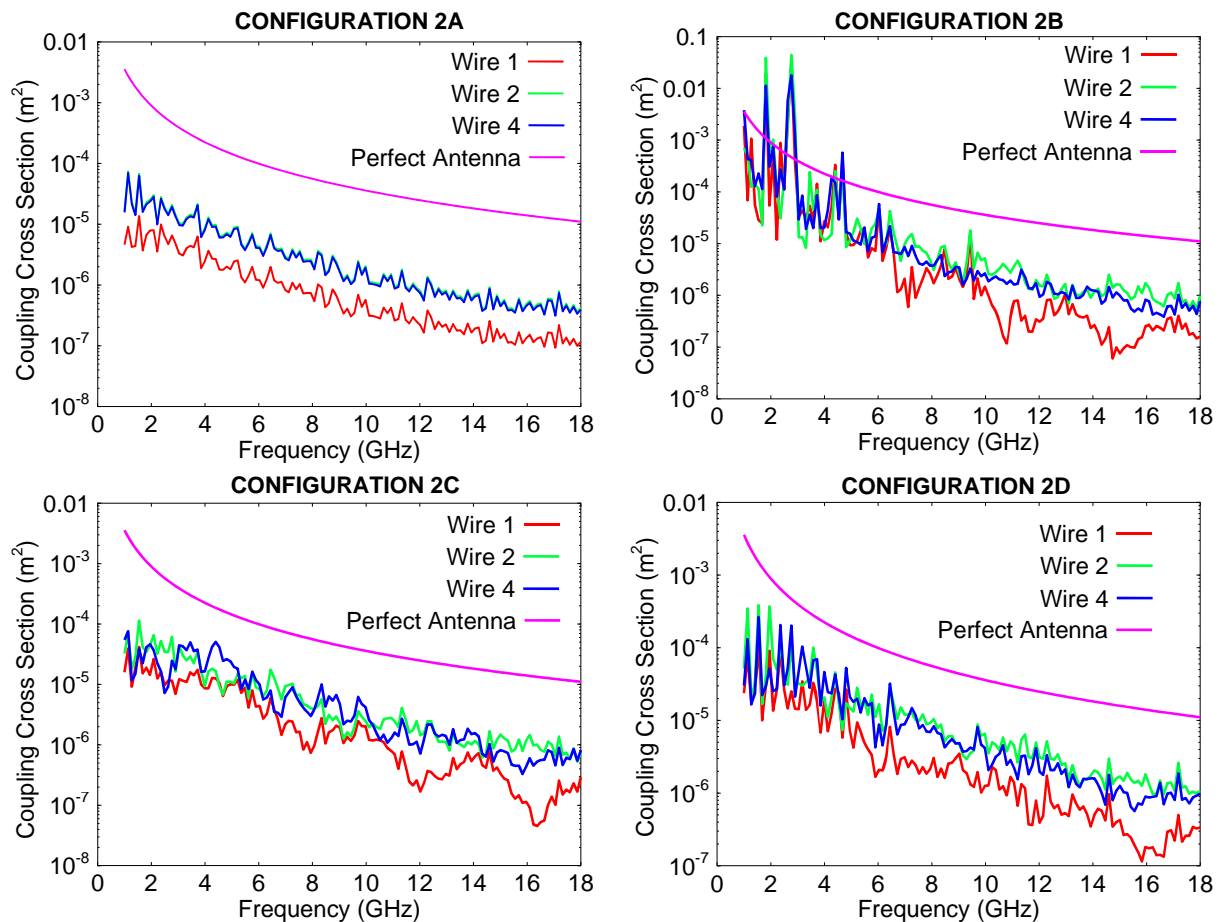 CONFIGURATION 2A
Coupling Cross Section (m²)
0.01
10⁻³
10⁻⁴
10⁻⁵
10⁻⁶
10⁻⁷
10⁻⁸
Wire 1
Wire 2
Wire 4
Perfect Antenna
0 2 4 6 8 10 12 14 16 18
Frequency (GHz)
CONFIGURATION 2B
Coupling Cross Section (m²)
0.1
0.01
10⁻³
10⁻⁴
10⁻⁵
10⁻⁶
10⁻⁷
10⁻⁸
Wire 1
Wire 2
Wire 4
Perfect Antenna
0 2 4 6 8 10 12 14 16 18
Frequency (GHz)
CONFIGURATION 2C
Coupling Cross Section (m²)
0.01
10⁻³
10⁻⁴
10⁻⁵
10⁻⁶
10⁻⁷
10⁻⁸
Wire 1
Wire 2
Wire 4
Perfect Antenna
0 2 4 6 8 10 12 14 16 18
Frequency (GHz)
CONFIGURATION 2D
Coupling Cross Section (m²)
0.01
10⁻³
10⁻⁴
10⁻⁵
10⁻⁶
10⁻⁷
Wire 1
Wire 2
Wire 4
Perfect Antenna
0 2 4 6 8 10 12 14 16 18
Frequency (GHz)